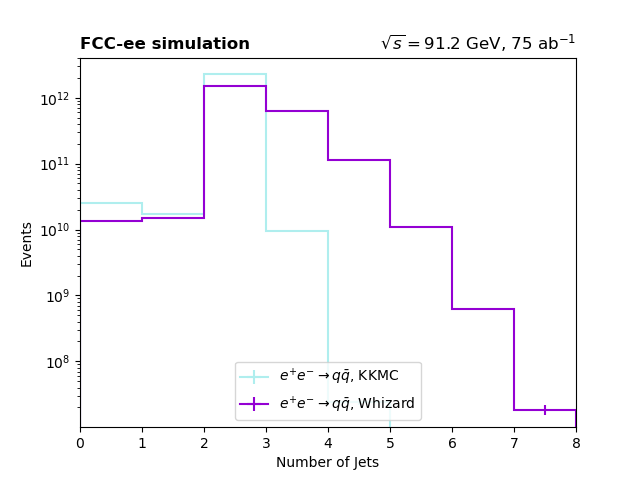 FCC-ee simulation
√s = 91.2 GeV, 75 ab⁻¹
Events
10¹²
10¹¹
10¹⁰
10⁹
10⁸
e⁺e⁻ → qq̄, KKMC
e⁺e⁻ → qq̄, Whizard
0 1 2 3 4 5 6 7 8
Number of Jets